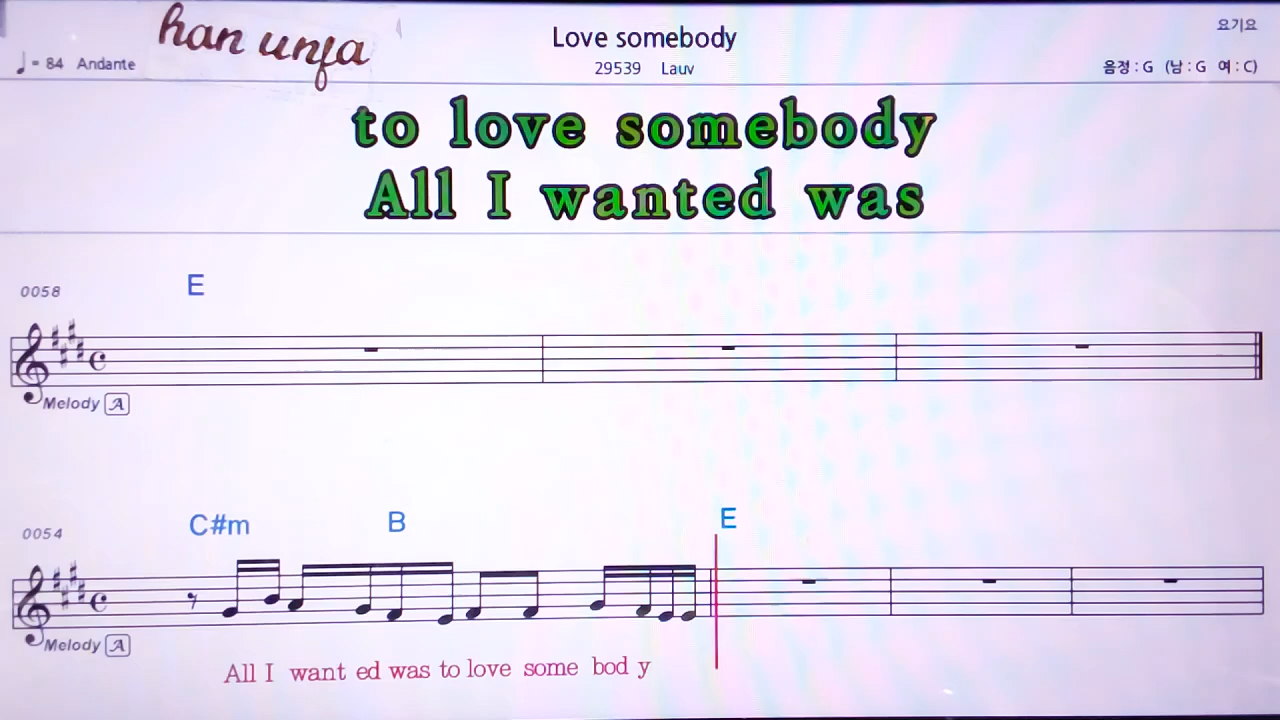 han unfa
Love somebody
요기요
♩= 84 Andante
29539 Lauv
음정 : G (남 : G 여 : C)
to love somebody
All I wanted was
0058
E
Melody A
0054
C#m B E
Melody A
All I want ed was to love some bod y